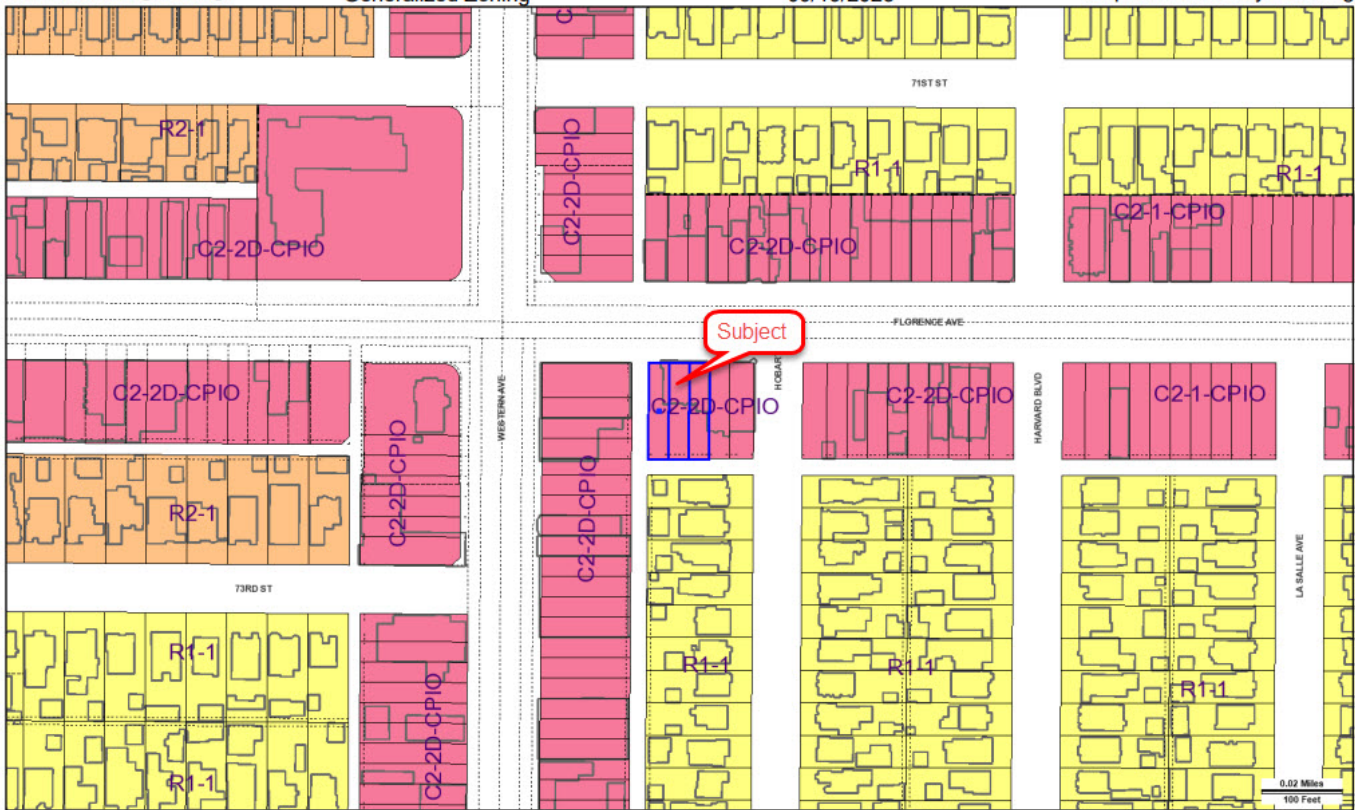 Generalized Zoning
71ST ST
R2-1
C2-2D-CPIO
R1-1
R1-1
C2-1-CPIO
C2-2D-CPIO
C2-2D-CPIO
FLORENCE AVE
Subject
HOBAR
C2-2D-CPIO
C2-2D-CPIO
C2-2D-CPIO
C2-1-CPIO
WESTERN AVE
HARVARD BLVD
C2-2D-CPIO
C2-2D-CPIO
R2-1
73RD ST
LA SALLE AVE
R1-1
R1-1
R1-1
R1-1
C2-2D-CPIO
R1-1
0.02 Miles
100 Feet